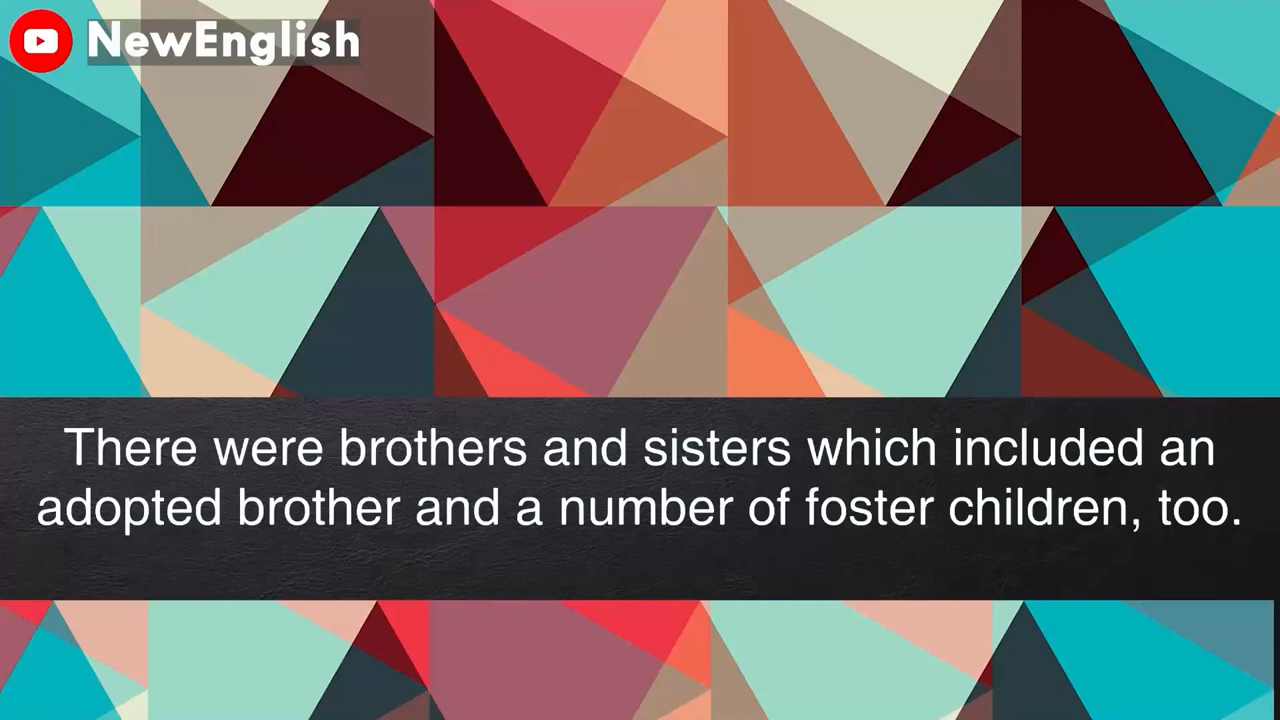 NewEnglish
There were brothers and sisters which included an
adopted brother and a number of foster children, too.